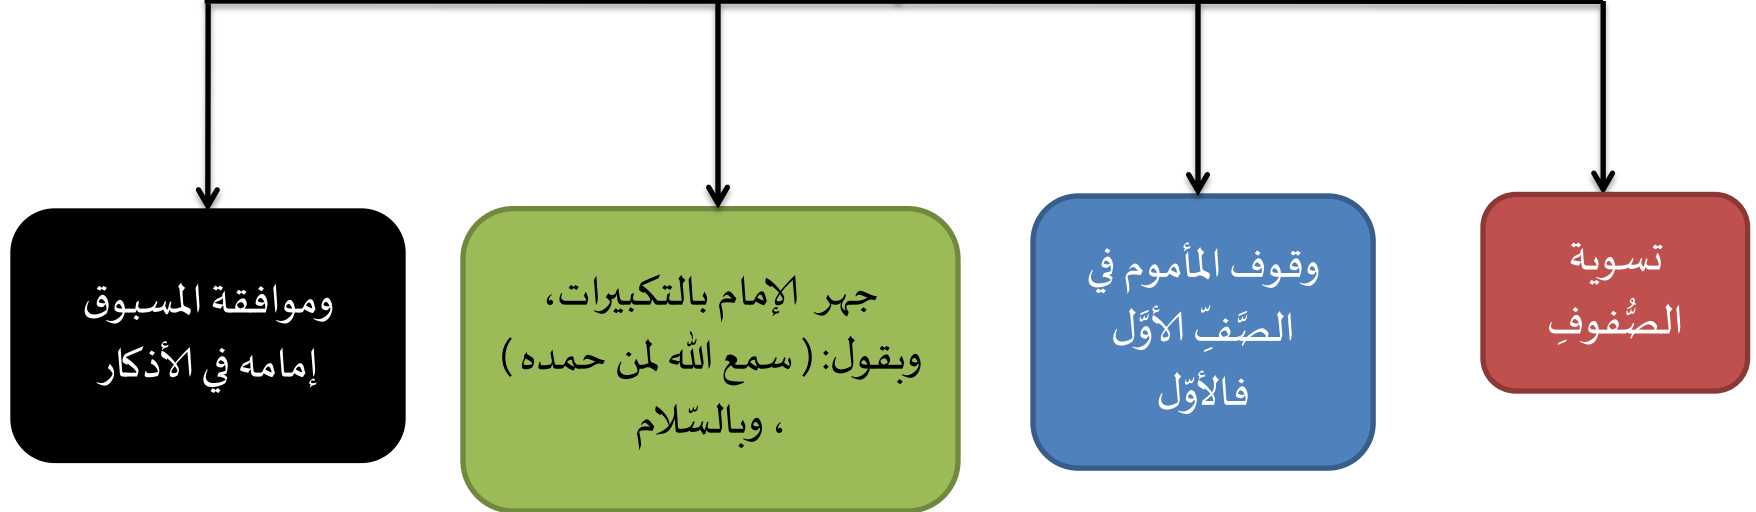 تسوية
الصُّفوفِ
وقوف المأموم في
الصَّفِّ الأوَّل
فالأوّل
جهر الإمام بالتكبيرات،
وبقول: ( سمع الله لمن حمده )
، وبالسّلام
وموافقة المسبوق
إمامه في الأذكار